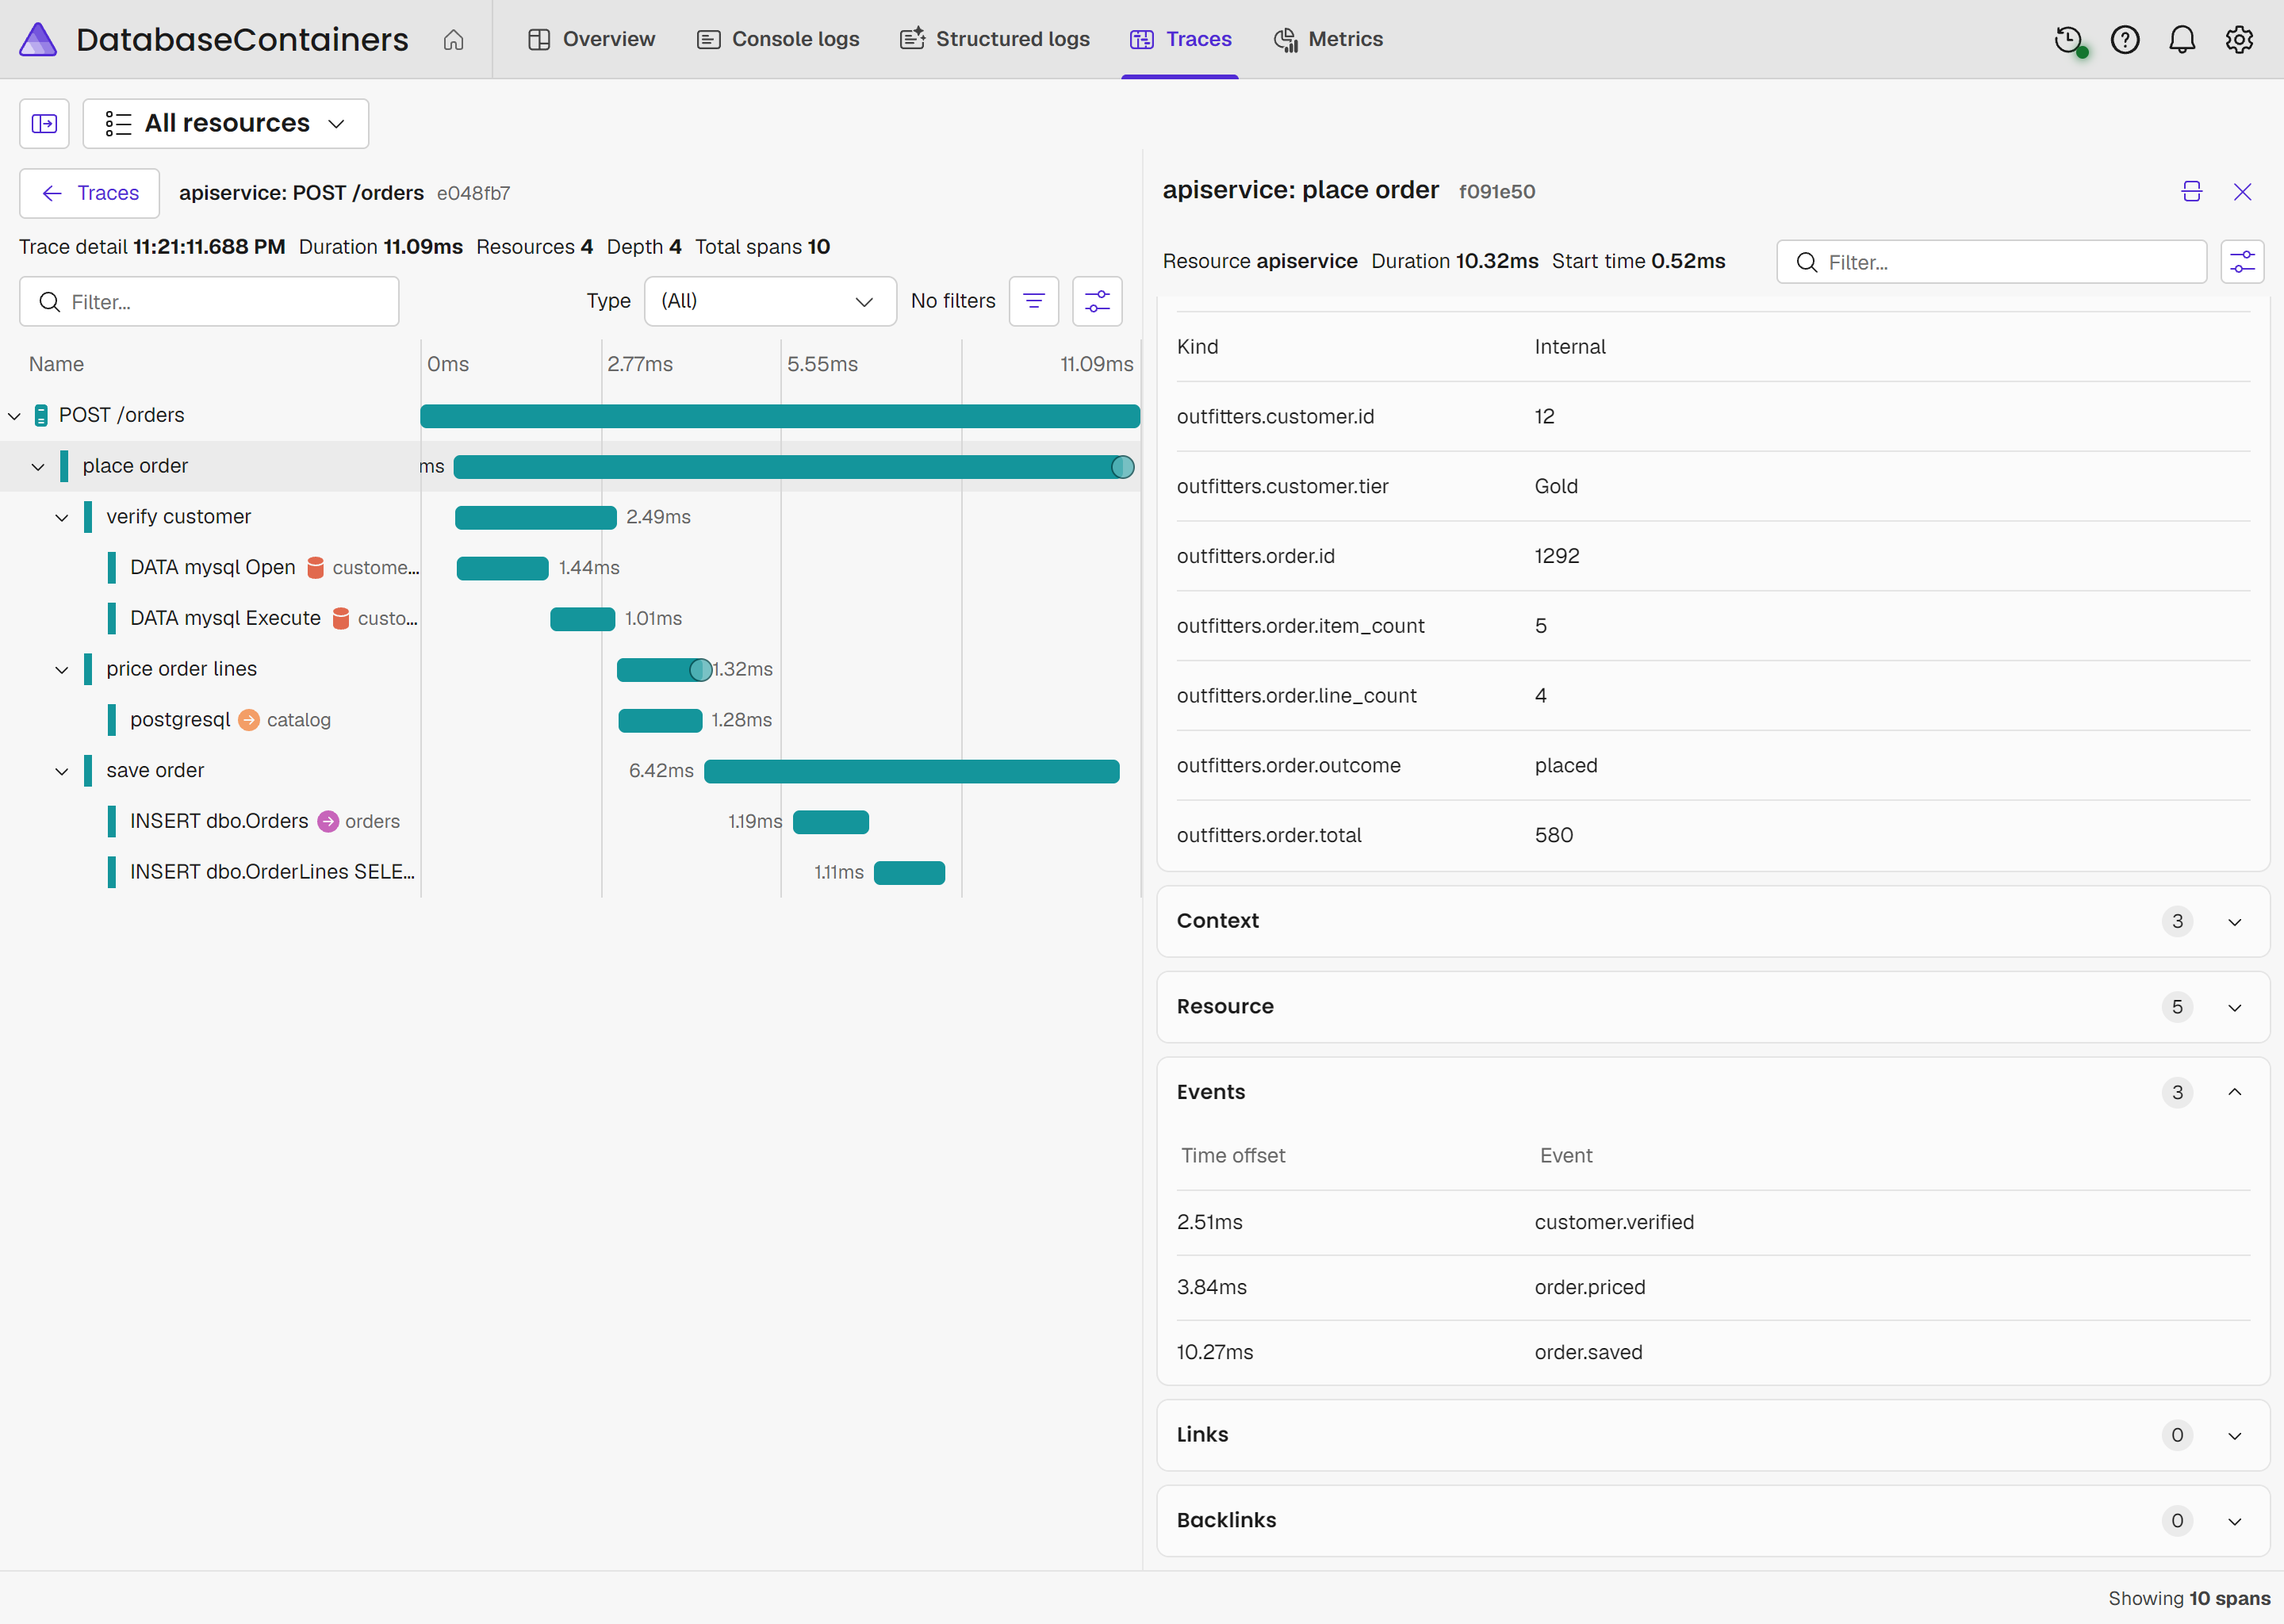 DatabaseContainers
Overview
Console logs
Structured logs
Traces
Metrics
All resources
Traces
apiservice: POST /orders e048fb7
Trace detail 11:21:11.688 PM Duration 11.09ms Resources 4 Depth 4 Total spans 10
Filter...
Type
(All)
No filters
Name
0ms
2.77ms
5.55ms
11.09ms
POST /orders
place order
ms
verify customer
2.49ms
DATA mysql Open custome...
1.44ms
DATA mysql Execute custo...
1.01ms
price order lines
1.32ms
postgresql catalog
1.28ms
save order
6.42ms
INSERT dbo.Orders orders
1.19ms
INSERT dbo.OrderLines SELE...
1.11ms
apiservice: place order f091e50
Resource apiservice Duration 10.32ms Start time 0.52ms
Filter...
Kind Internal
outfitters.customer.id 12
outfitters.customer.tier Gold
outfitters.order.id 1292
outfitters.order.item_count 5
outfitters.order.line_count 4
outfitters.order.outcome placed
outfitters.order.total 580
Context 3
Resource 5
Events 3
Time offset Event
2.51ms customer.verified
3.84ms order.priced
10.27ms order.saved
Links 0
Backlinks 0
Showing 10 spans